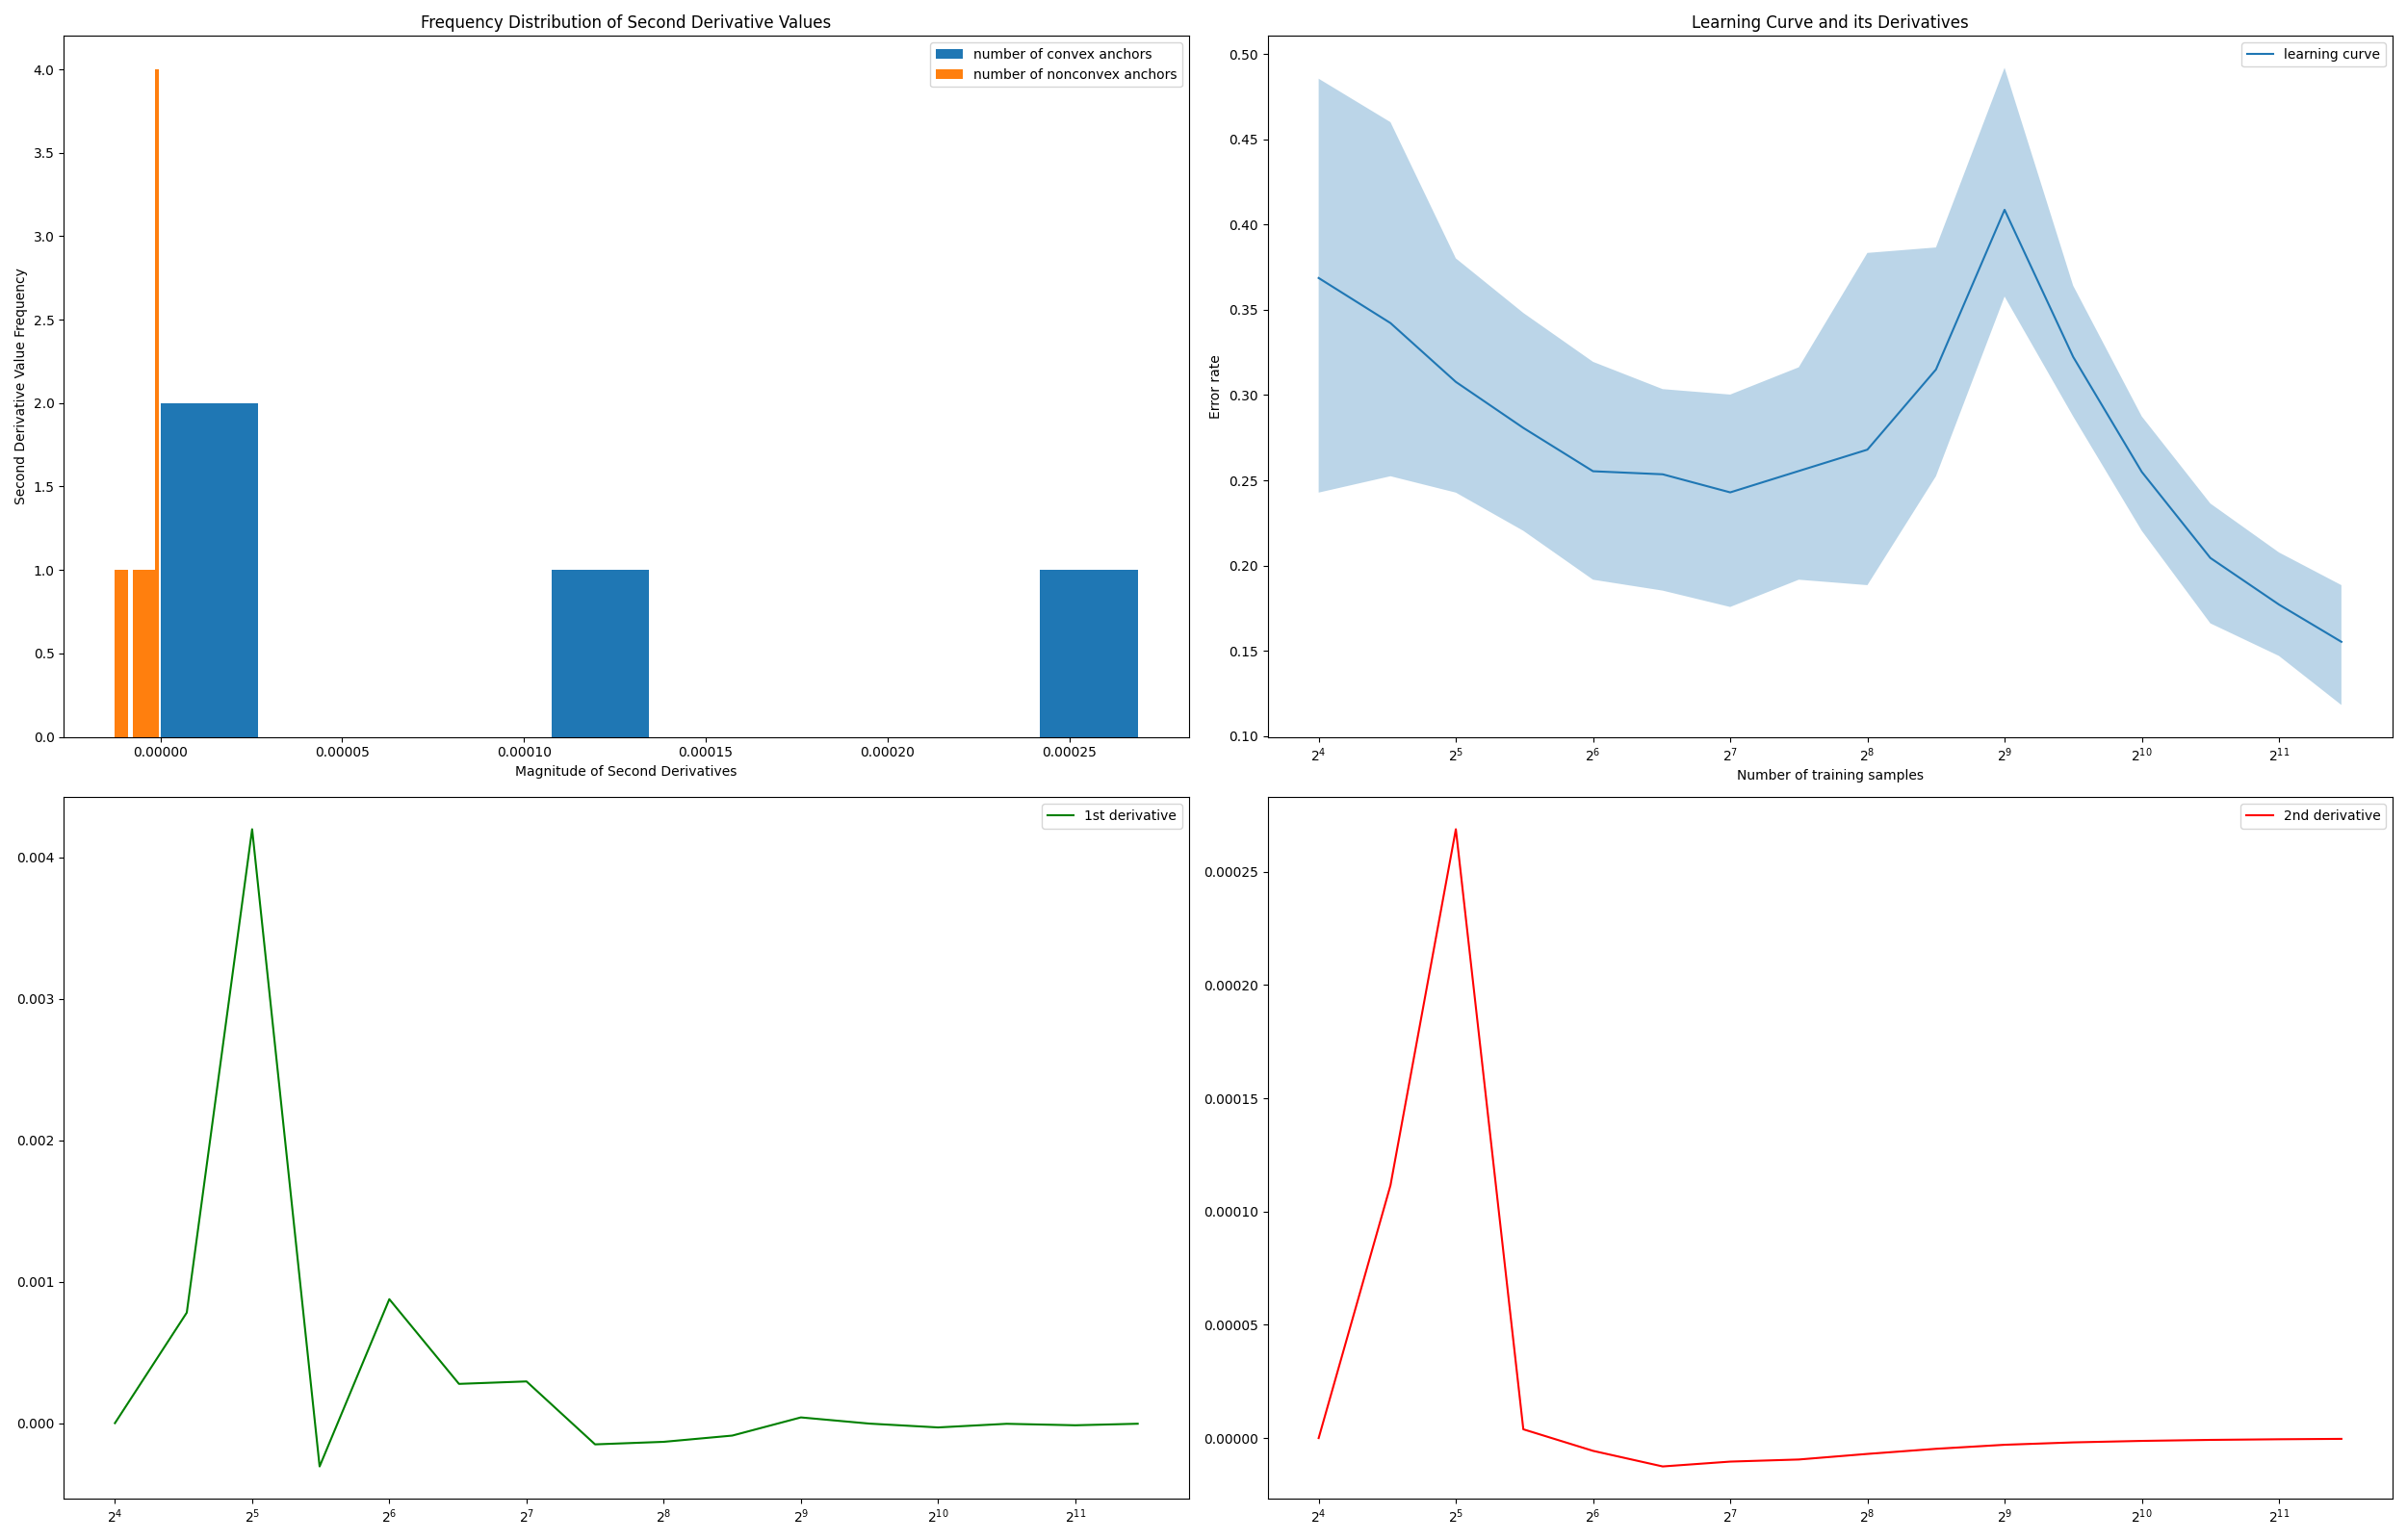 Frequency Distribution of Second Derivative Values
number of convex anchors
number of nonconvex anchors
4.0
3.5
3.0
2.5
2.0
1.5
1.0
0.5
0.0
Second Derivative Value Frequency
0.00000 0.00005 0.00010 0.00015 0.00020 0.00025
Magnitude of Second Derivatives
Learning Curve and its Derivatives
learning curve
0.50
0.45
0.40
0.35
0.30
0.25
0.20
0.15
0.10
Error rate
2^4 2^5 2^6 2^7 2^8 2^9 2^10 2^11
Number of training samples
1st derivative
0.004
0.003
0.002
0.001
0.000
2^4 2^5 2^6 2^7 2^8 2^9 2^10 2^11
2nd derivative
0.00025
0.00020
0.00015
0.00010
0.00005
0.00000
2^4 2^5 2^6 2^7 2^8 2^9 2^10 2^11